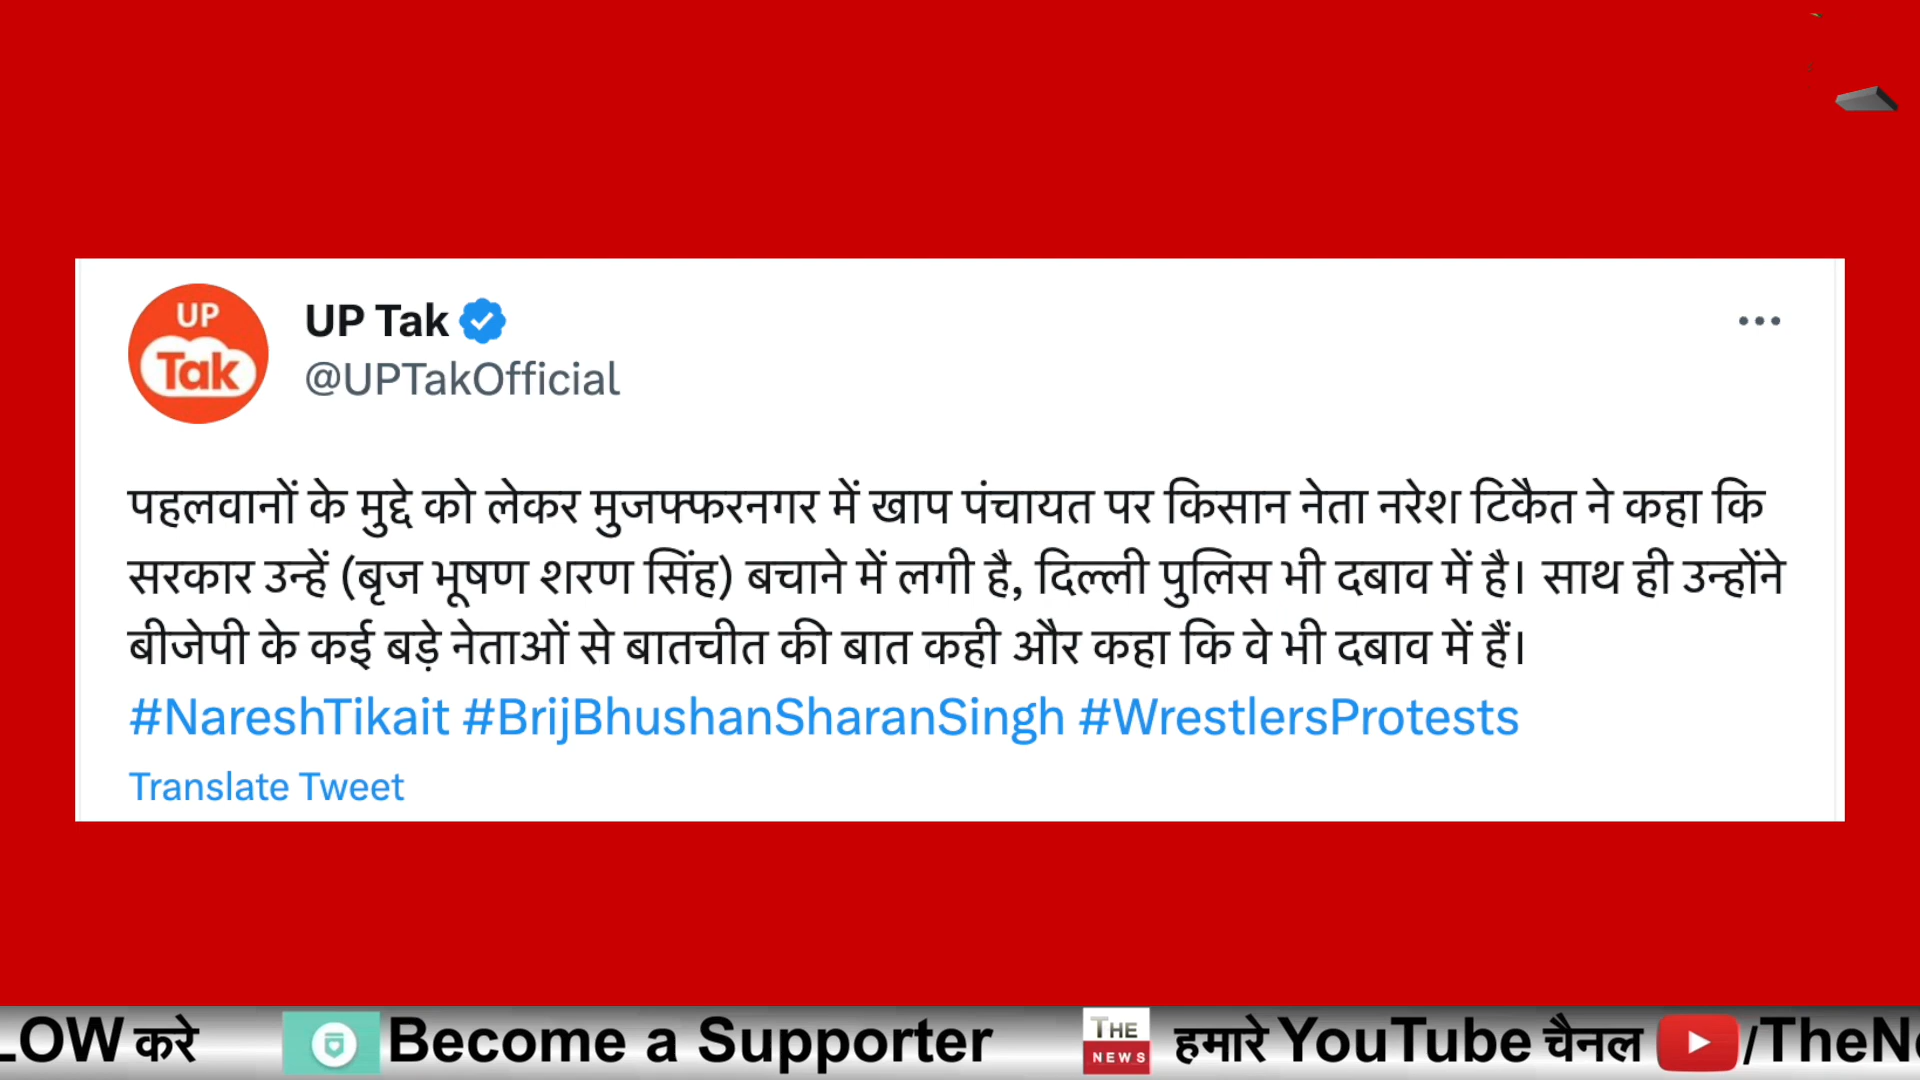 UP
Tak
UP Tak
@UPTakOfficial
पहलवानों के मुद्दे को लेकर मुजफ्फरनगर में खाप पंचायत पर किसान नेता नरेश टिकैत ने कहा कि
सरकार उन्हें (बृज भूषण शरण सिंह) बचाने में लगी है, दिल्ली पुलिस भी दबाव में है। साथ ही उन्होंने
बीजेपी के कई बड़े नेताओं से बातचीत की बात कही और कहा कि वे भी दबाव में हैं।
#NareshTikait #BrijBhushanSharanSingh #WrestlersProtests
Translate Tweet
LOW करे Become a Supporter THE NEWS हमारे YouTube चैनल /TheN